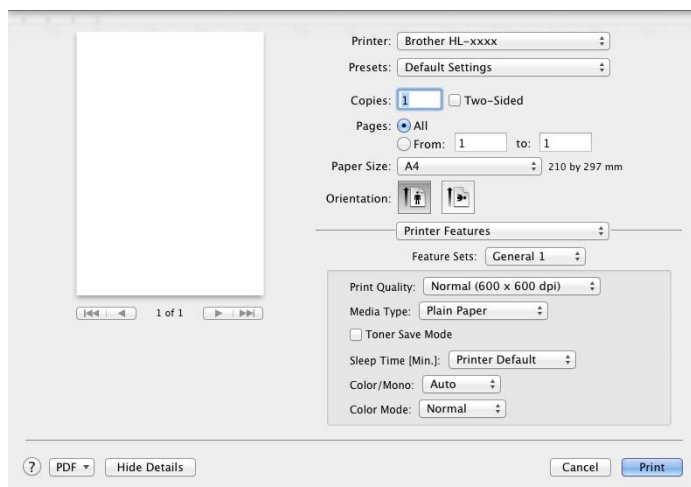 Printer: Brother HL-xxxx
Presets: Default Settings
Copies: 1 Two-Sided
Pages: All
From: 1 to: 1
Paper Size: A4 210 by 297 mm
Orientation:
Printer Features
Feature Sets: General 1
Print Quality: Normal (600 x 600 dpi)
Media Type: Plain Paper
Toner Save Mode
Sleep Time [Min.]: Printer Default
Color/Mono: Auto
Color Mode: Normal
1 of 1
? PDF Hide Details Cancel Print